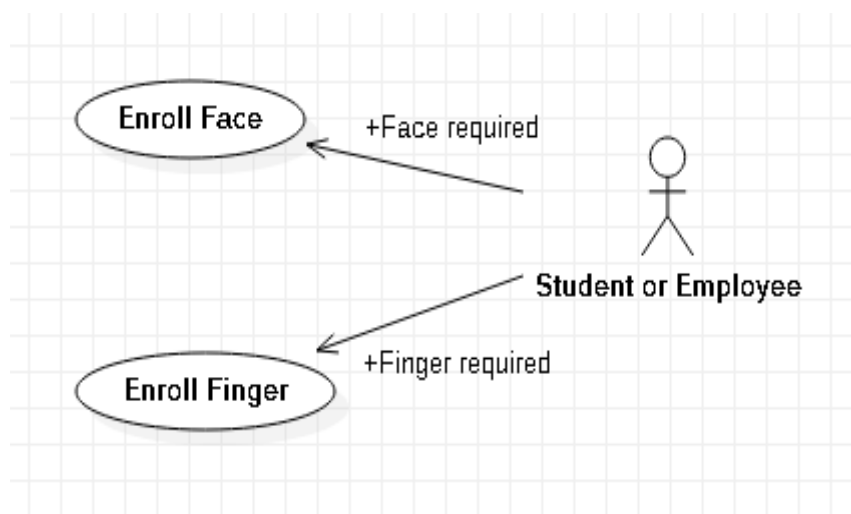 Enroll Face
+Face required
Student or Employee
+Finger required
Enroll Finger